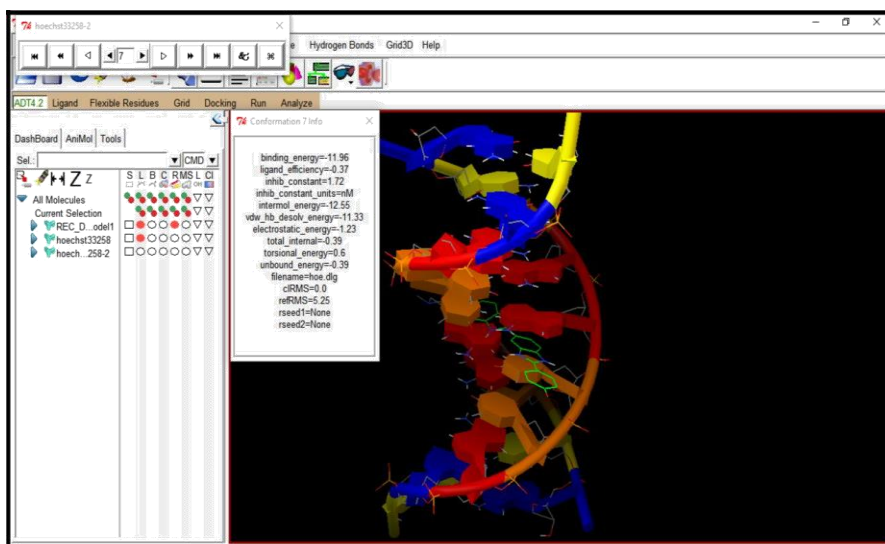 hoechst33258-2
7
Hydrogen Bonds Grid3D Help
ADT4.2 Ligand Flexible Residues Grid Docking Run Analyze
DashBoard AniMol Tools
Sel.: CMD
S L B C R MS L Cl
All Molecules
Current Selection
REC_D...odel1
hoechst33258
hoech...258-2
Conformation 7 Info
binding_energy=-11.96
ligand_efficiency=-0.37
inhib_constant=1.72
inhib_constant_units=nM
intermol_energy=-12.55
vdw_hb_desolv_energy=-11.33
electrostatic_energy=-1.23
total_internal=-0.39
torsional_energy=0.6
unbound_energy=-0.39
filename=hoe.dlg
clRMS=0.0
refRMS=5.25
rseed1=None
rseed2=None